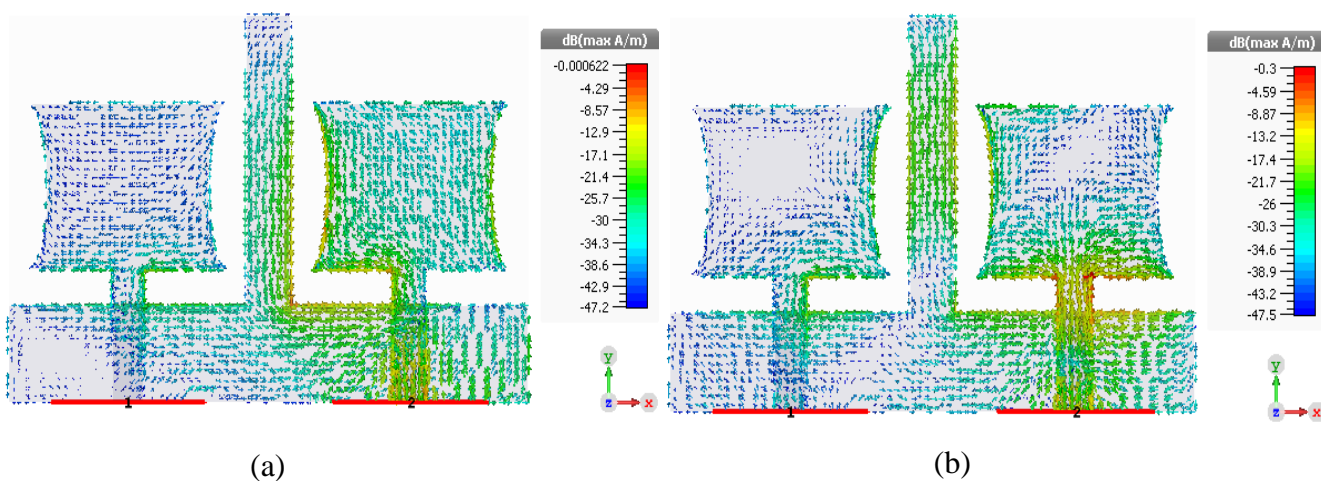 dB(max A/m)
-0.000622
-4.29
-8.57
-12.9
-17.1
-21.4
-25.7
-30
-34.3
-38.6
-42.9
-47.2
y
z
x
1
2
(a)
dB(max A/m)
-0.3
-4.59
-8.87
-13.2
-17.4
-21.7
-26
-30.3
-34.6
-38.9
-43.2
-47.5
y
z
x
1
2
(b)